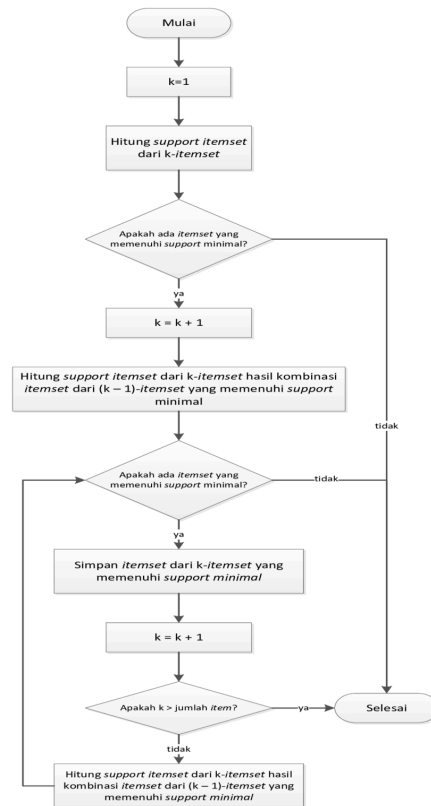 Mulai
k=1
Hitung support itemset
dari k-itemset
Apakah ada itemset yang
memenuhi support minimal?
ya
k = k + 1
Hitung support itemset dari k-itemset hasil kombinasi
itemset dari (k – 1)-itemset yang memenuhi support
minimal
tidak
Apakah ada itemset yang
memenuhi support minimal?
tidak
ya
Simpan itemset dari k-itemset yang
memenuhi support minimal
k = k + 1
Apakah k > jumlah item?
ya
Selesai
tidak
Hitung support itemset dari k-itemset hasil
kombinasi itemset dari (k – 1)-itemset yang
memenuhi support minimal